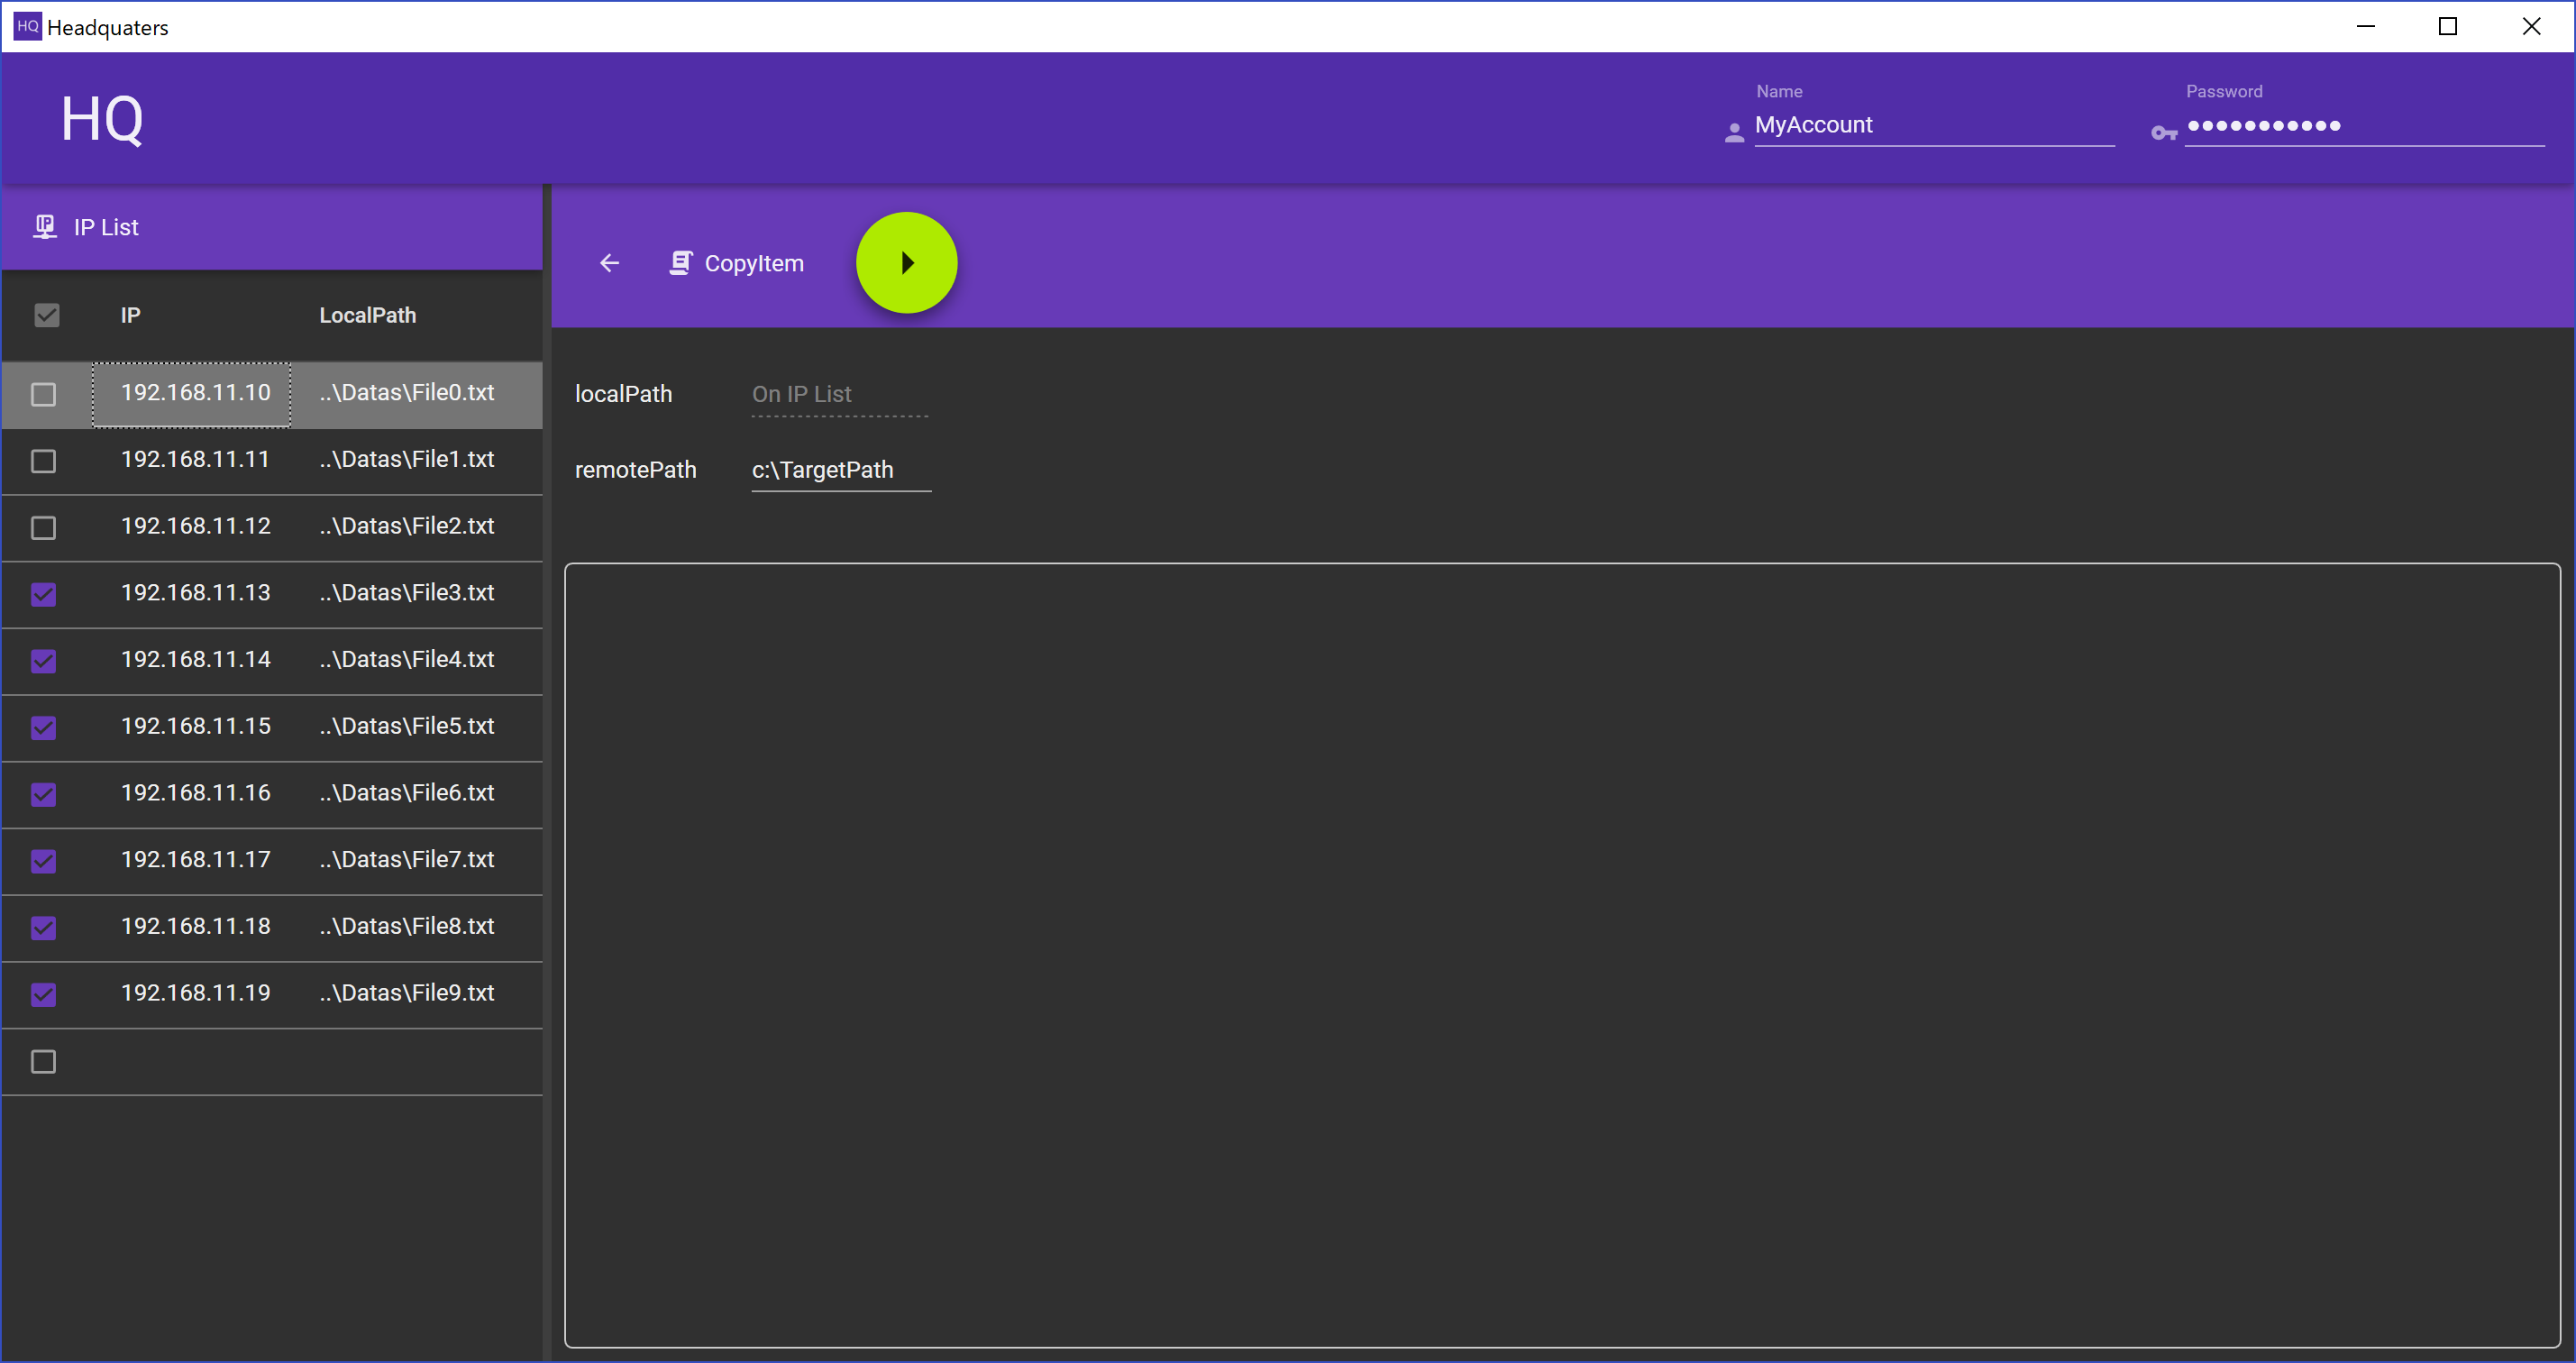 HQ Headquaters
HQ
Name
MyAccount
Password
IP List
CopyItem
IP LocalPath
192.168.11.10 ..\Datas\File0.txt
192.168.11.11 ..\Datas\File1.txt
192.168.11.12 ..\Datas\File2.txt
192.168.11.13 ..\Datas\File3.txt
192.168.11.14 ..\Datas\File4.txt
192.168.11.15 ..\Datas\File5.txt
192.168.11.16 ..\Datas\File6.txt
192.168.11.17 ..\Datas\File7.txt
192.168.11.18 ..\Datas\File8.txt
192.168.11.19 ..\Datas\File9.txt
localPath On IP List
remotePath c:\TargetPath